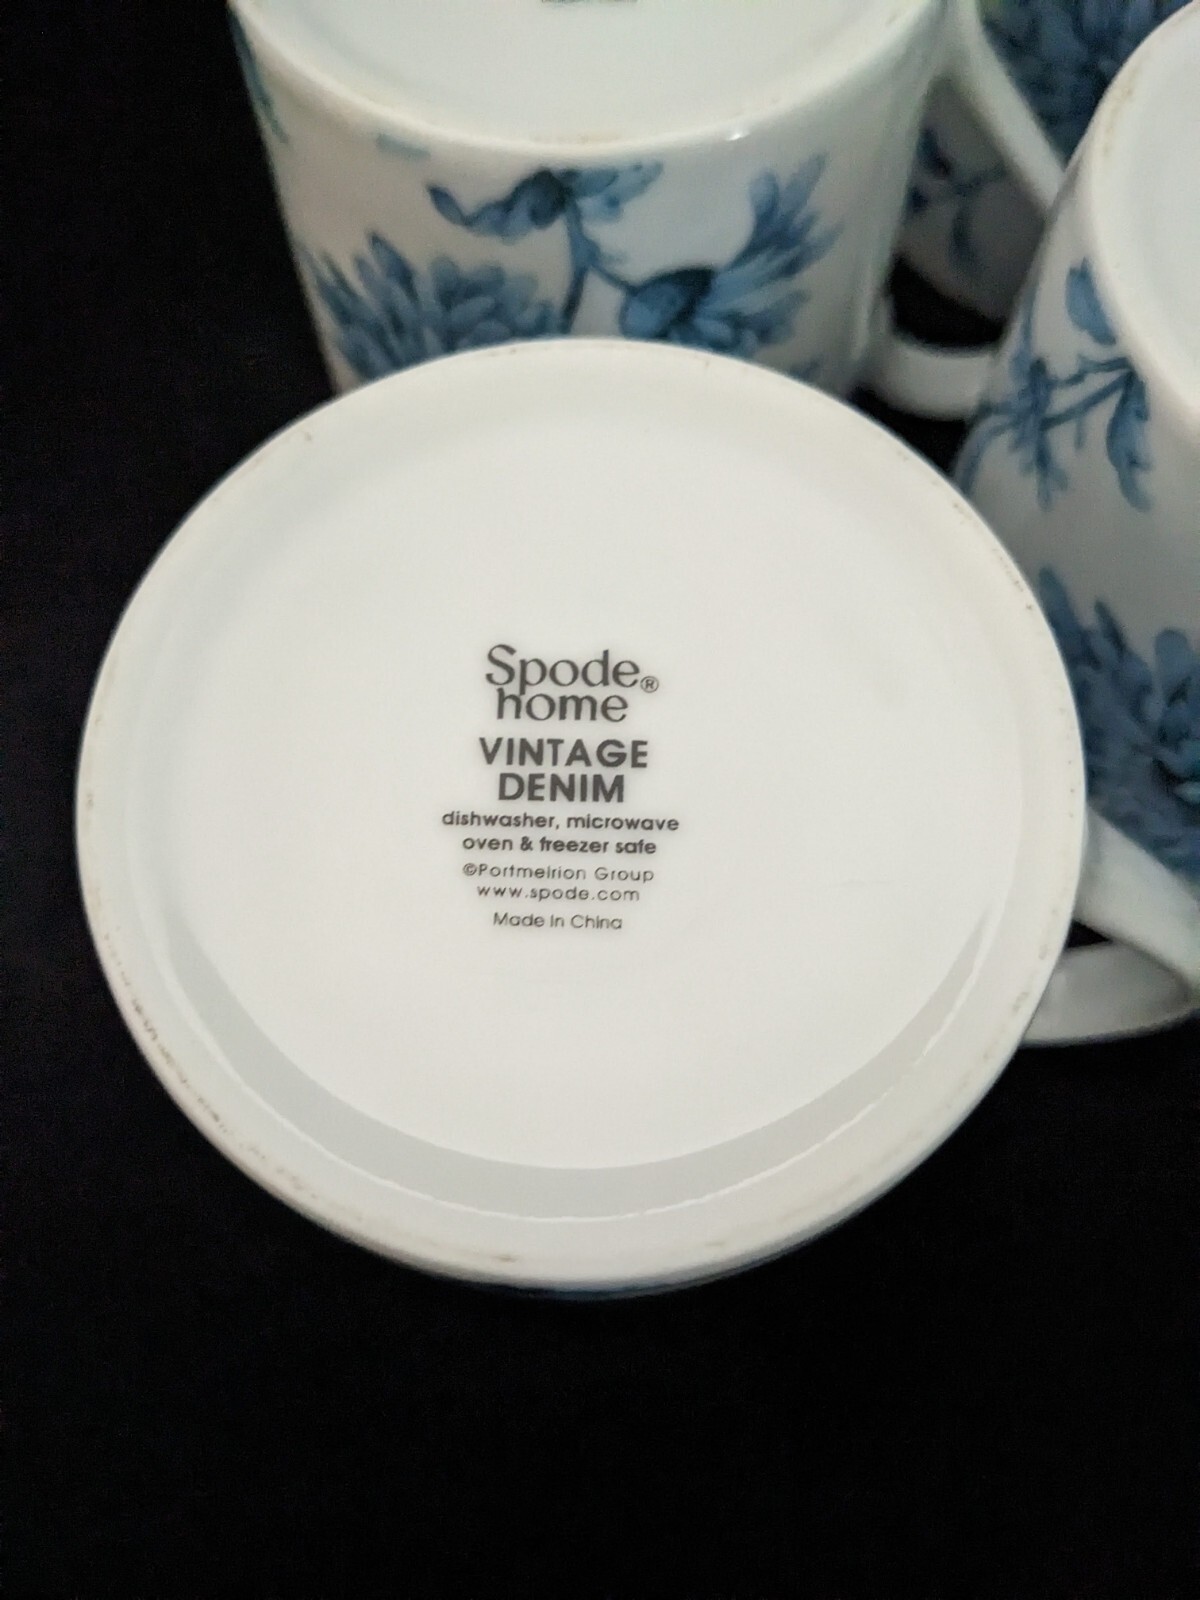 Spode®
home
VINTAGE
DENIM
dishwasher, microwave
oven & freezer safe
©Portmeirion Group
www.spode.com
Made in China